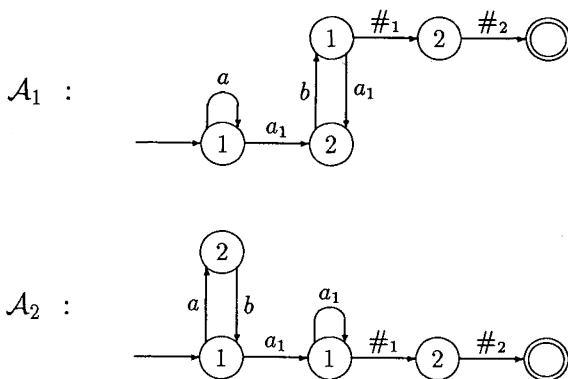 1 #₁ 2 #₂
𝒜₁ : a b a₁
1 a₁ 2
2
𝒜₂ : a b a₁
1 a₁ 1 #₁ 2 #₂